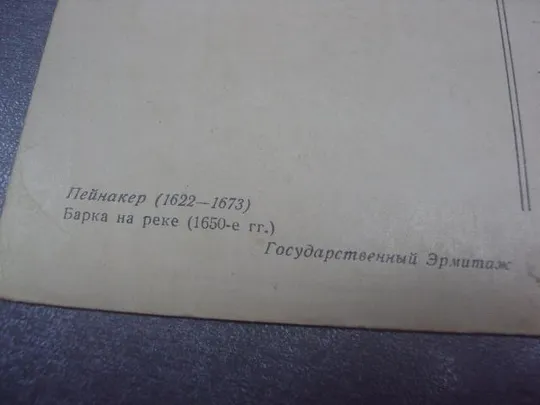 Пейнакер (1622—1673)
Барка на реке (1650-е гг.)
Государственный Эрмитаж